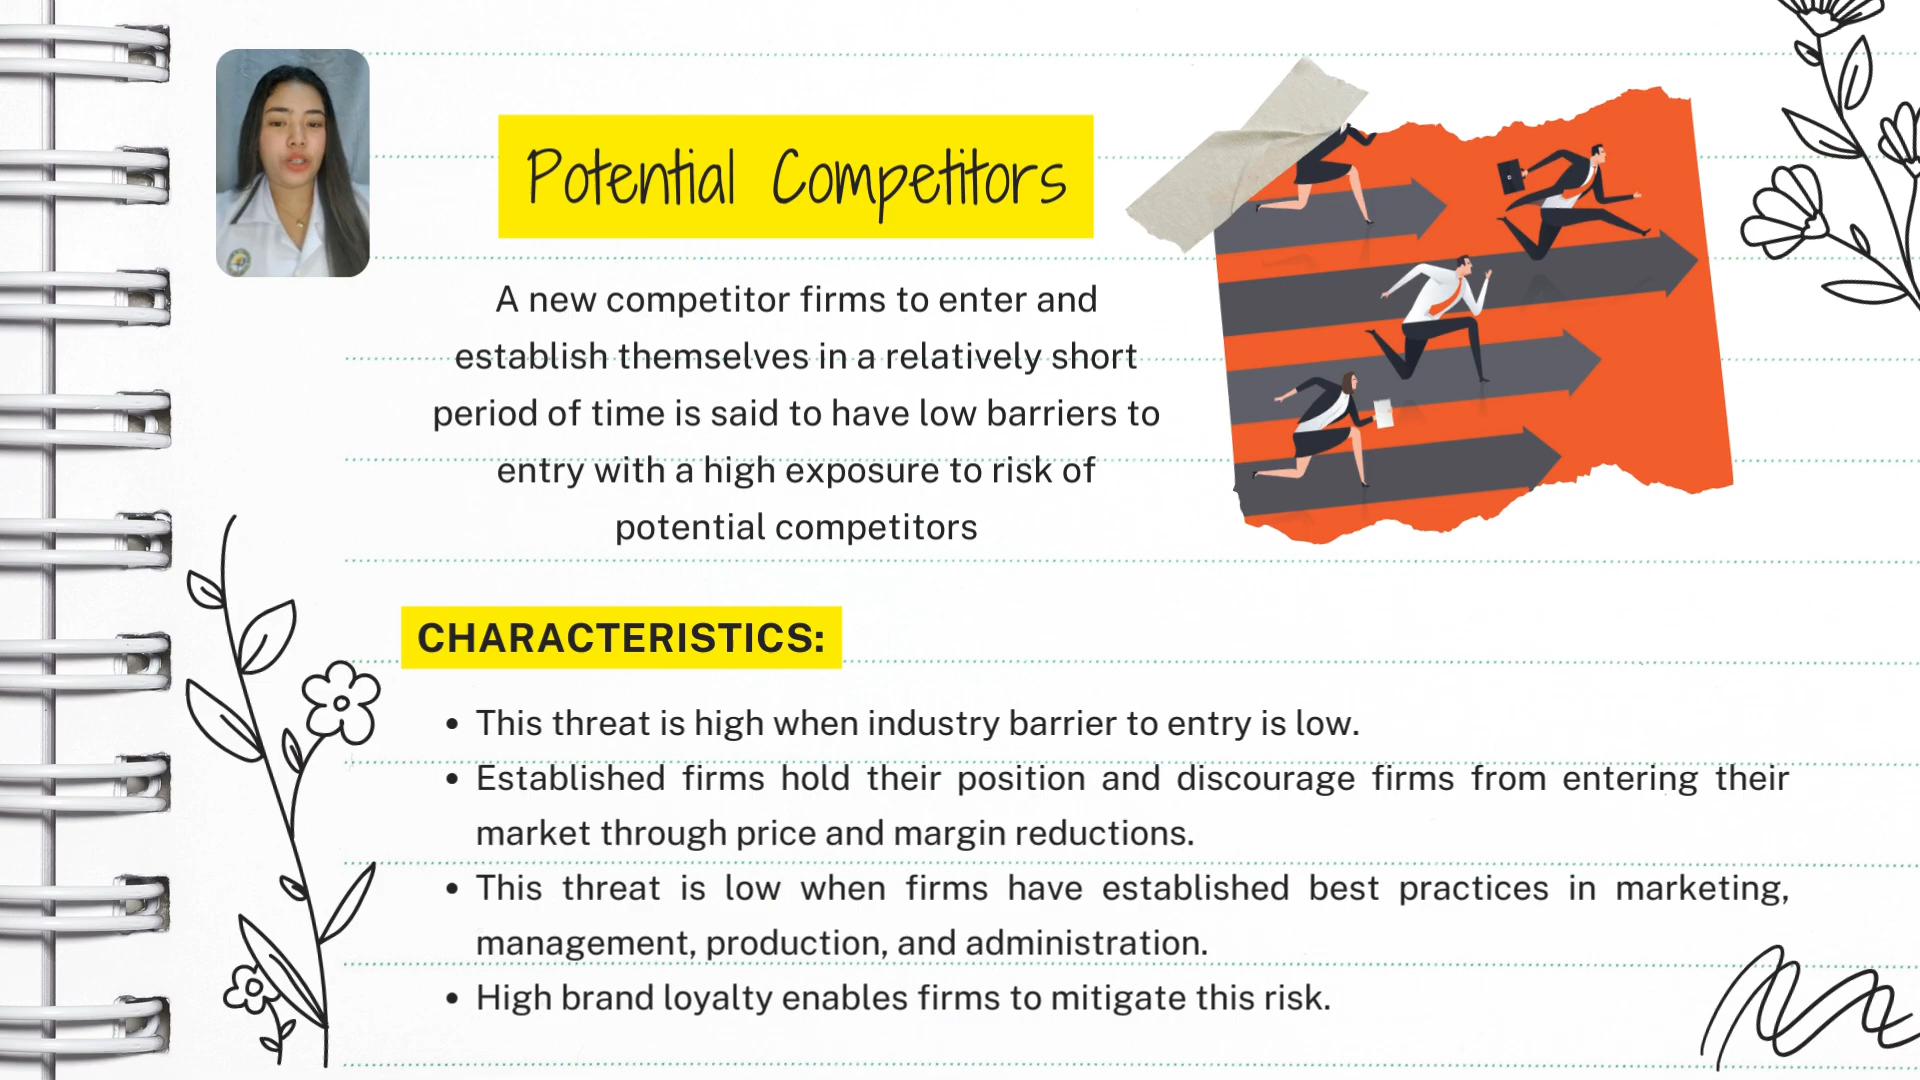 Potential Competitors
A new competitor firms to enter and
establish themselves in a relatively short
period of time is said to have low barriers to
entry with a high exposure to risk of
potential competitors
CHARACTERISTICS:
• This threat is high when industry barrier to entry is low.
• Established firms hold their position and discourage firms from entering their
market through price and margin reductions.
• This threat is low when firms have established best practices in marketing,
management, production, and administration.
• High brand loyalty enables firms to mitigate this risk.